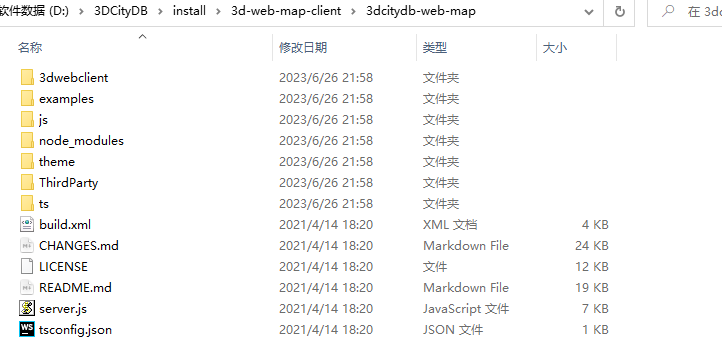 软件数据 (D:) › 3DCityDB › install › 3d-web-map-client › 3dcitydb-web-map 在 3dc
名称 修改日期 类型 大小
3dwebclient 2023/6/26 21:58 文件夹
examples 2023/6/26 21:58 文件夹
js 2023/6/26 21:58 文件夹
node_modules 2023/6/26 21:58 文件夹
theme 2023/6/26 21:58 文件夹
ThirdParty 2023/6/26 21:58 文件夹
ts 2023/6/26 21:58 文件夹
build.xml 2021/4/14 18:20 XML 文档 4 KB
CHANGES.md 2021/4/14 18:20 Markdown File 24 KB
LICENSE 2021/4/14 18:20 文件 12 KB
README.md 2021/4/14 18:20 Markdown File 19 KB
server.js 2021/4/14 18:20 JavaScript 文件 7 KB
WS tsconfig.json 2021/4/14 18:20 JSON 文件 1 KB